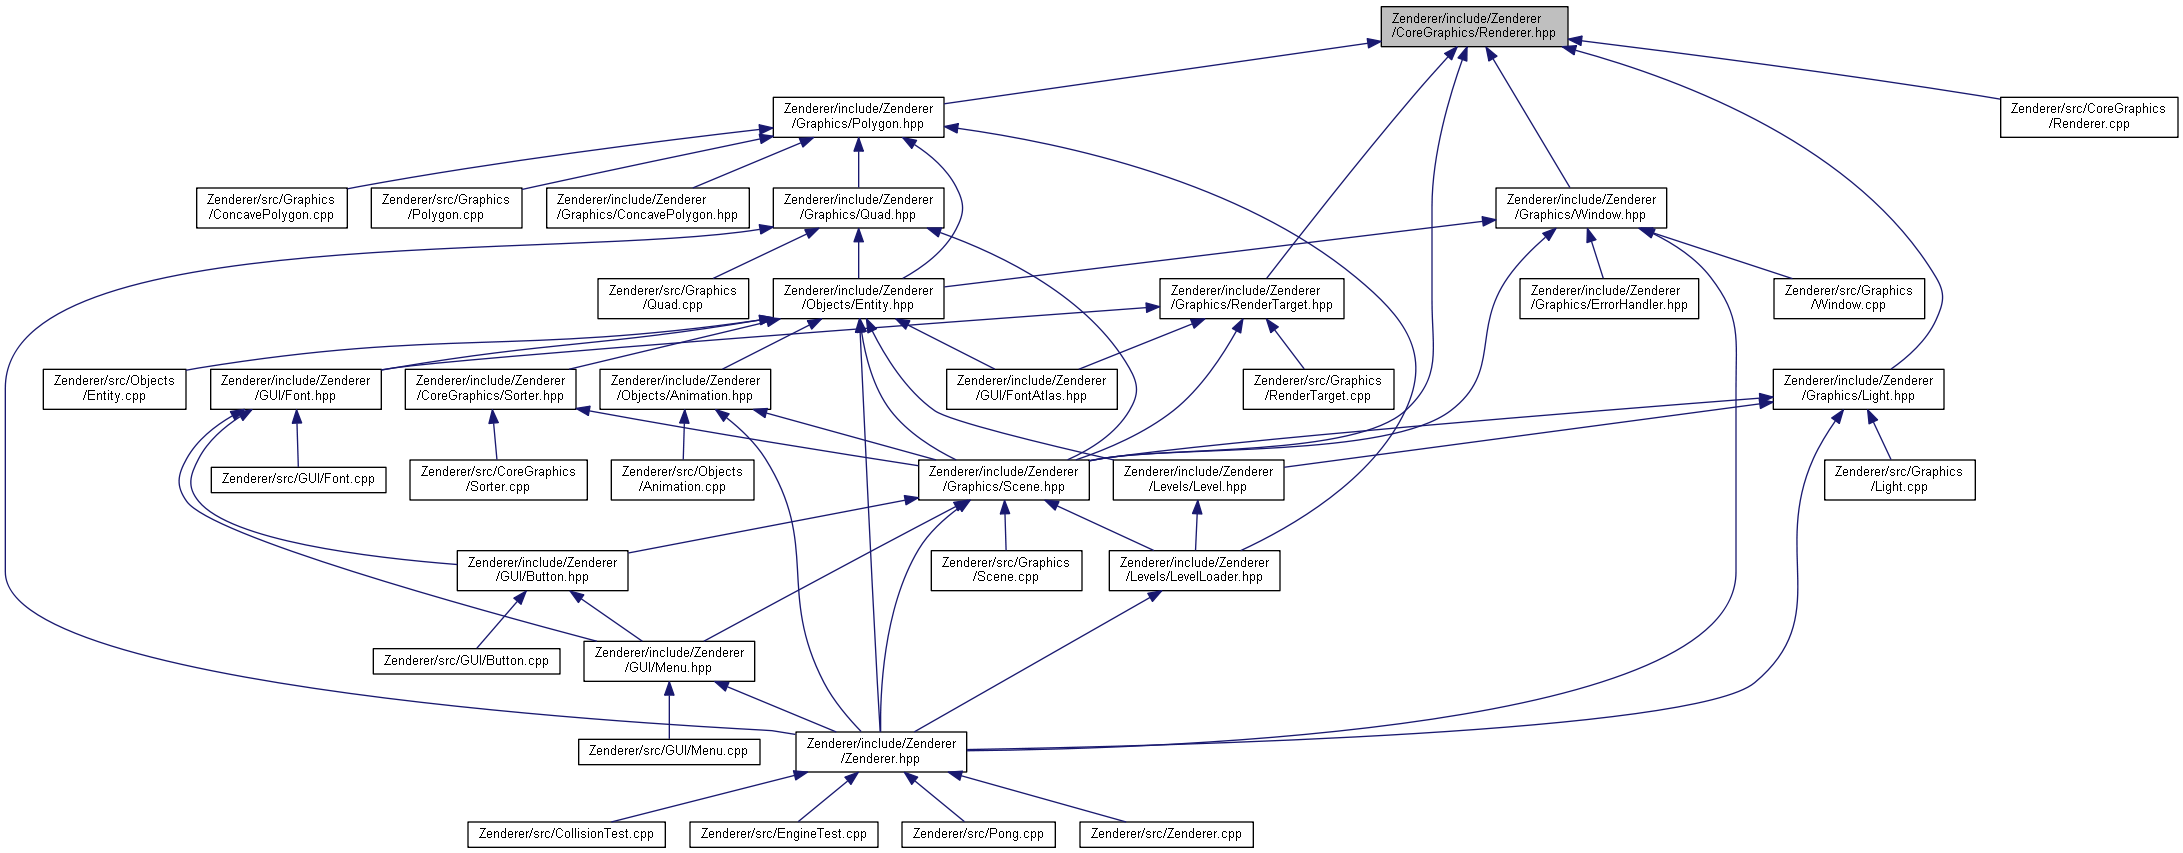 Zenderer/include/Zenderer
/CoreGraphics/Renderer.hpp
Zenderer/include/Zenderer
/Graphics/Polygon.hpp
Zenderer/src/CoreGraphics
/Renderer.cpp
Zenderer/src/Graphics
/ConcavePolygon.cpp
Zenderer/src/Graphics
/Polygon.cpp
Zenderer/include/Zenderer
/Graphics/ConcavePolygon.hpp
Zenderer/include/Zenderer
/Graphics/Quad.hpp
Zenderer/include/Zenderer
/Graphics/Window.hpp
Zenderer/src/Graphics
/Quad.cpp
Zenderer/include/Zenderer
/Objects/Entity.hpp
Zenderer/include/Zenderer
/Graphics/RenderTarget.hpp
Zenderer/include/Zenderer
/Graphics/ErrorHandler.hpp
Zenderer/src/Graphics
/Window.cpp
Zenderer/src/Objects
/Entity.cpp
Zenderer/include/Zenderer
/GUI/Font.hpp
Zenderer/include/Zenderer
/CoreGraphics/Sorter.hpp
Zenderer/include/Zenderer
/Objects/Animation.hpp
Zenderer/include/Zenderer
/GUI/FontAtlas.hpp
Zenderer/src/Graphics
/RenderTarget.cpp
Zenderer/include/Zenderer
/Graphics/Light.hpp
Zenderer/src/GUI/Font.cpp
Zenderer/src/CoreGraphics
/Sorter.cpp
Zenderer/src/Objects
/Animation.cpp
Zenderer/include/Zenderer
/Graphics/Scene.hpp
Zenderer/include/Zenderer
/Levels/Level.hpp
Zenderer/src/Graphics
/Light.cpp
Zenderer/include/Zenderer
/GUI/Button.hpp
Zenderer/src/Graphics
/Scene.cpp
Zenderer/include/Zenderer
/Levels/LevelLoader.hpp
Zenderer/src/GUI/Button.cpp
Zenderer/include/Zenderer
/GUI/Menu.hpp
Zenderer/src/GUI/Menu.cpp
Zenderer/include/Zenderer
/Zenderer.hpp
Zenderer/src/CollisionTest.cpp
Zenderer/src/EngineTest.cpp
Zenderer/src/Pong.cpp
Zenderer/src/Zenderer.cpp